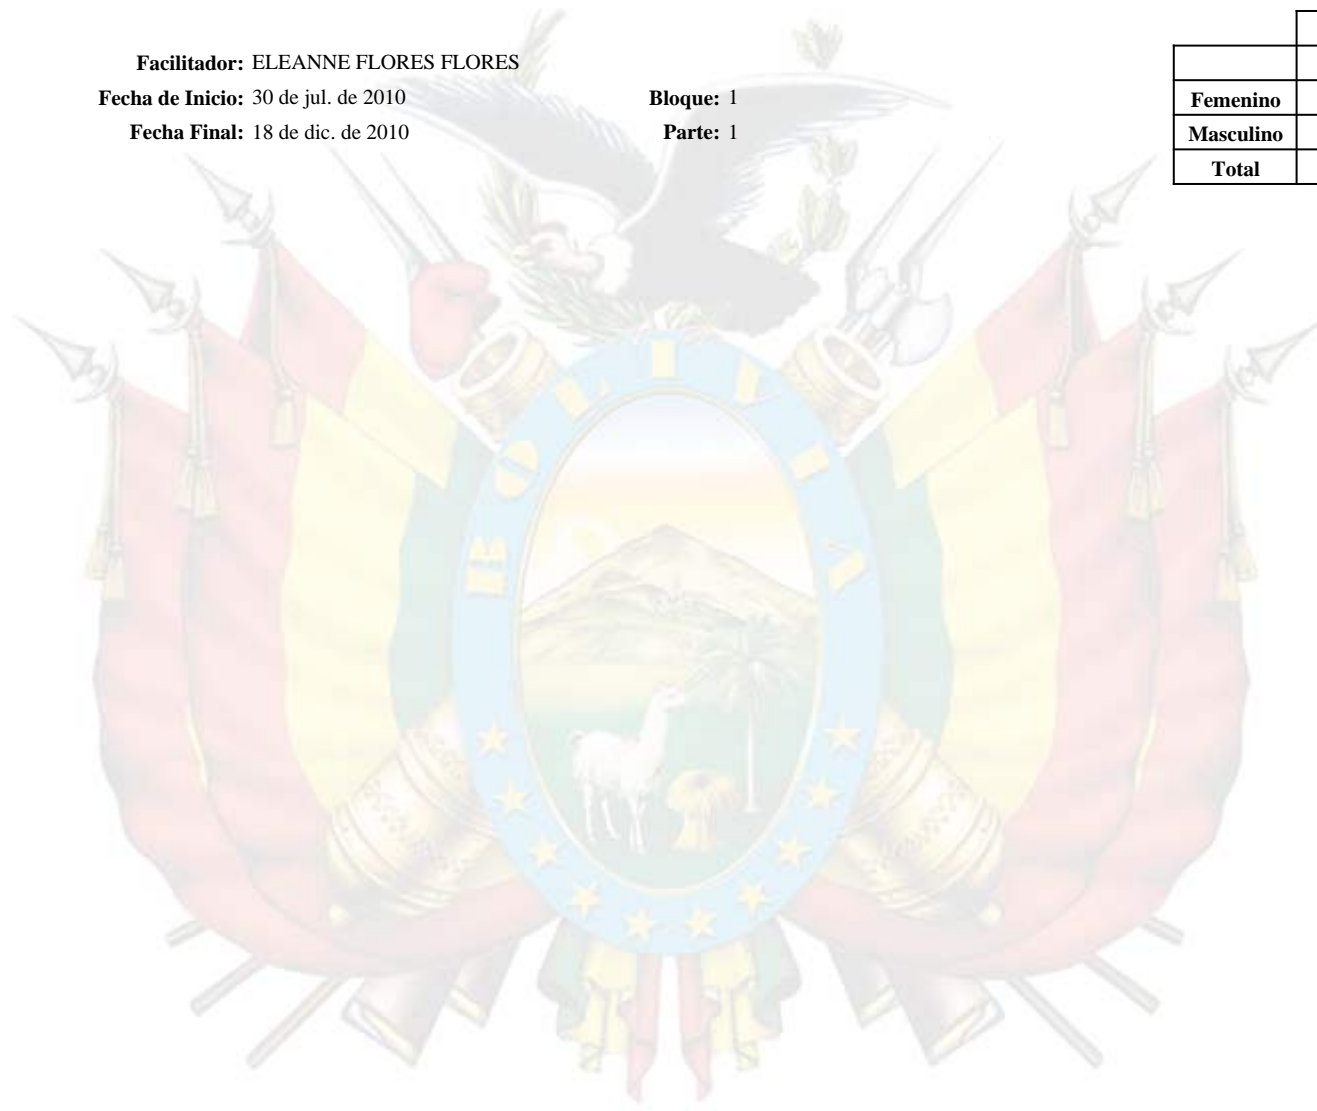 Facilitador: ELEANNE FLORES FLORES
Fecha de Inicio: 30 de jul. de 2010 Bloque: 1
Fecha Final: 18 de dic. de 2010 Parte: 1
Femenino
Masculino
Total
BOLIVIA